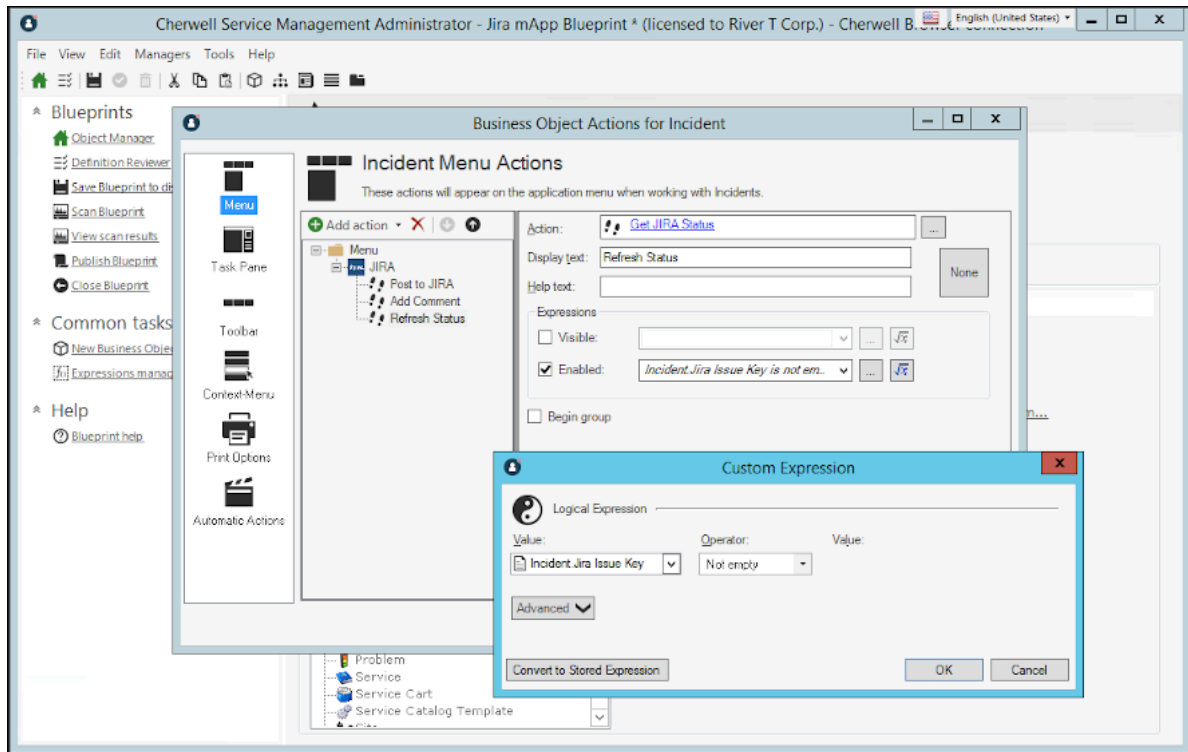 Cherwell Service Management Administrator - Jira mApp Blueprint * (licensed to River T Corp.) - Cherwell B
English (United States)
File View Edit Managers Tools Help
Blueprints
Object Manager
Definition Reviewer
Save Blueprint to di
Scan Blueprint
View scan results
Publish Blueprint
Close Blueprint
Common tasks
New Business Obje
Expressions manag
Help
Blueprint help
Business Object Actions for Incident
Menu
Task Pane
Toolbar
Context-Menu
Print Options
Automatic Actions
Incident Menu Actions
These actions will appear on the application menu when working with Incidents.
Add action
Menu
JIRA
Post to JIRA
Add Comment
Refresh Status
Action: Get JIRA Status ...
Display text: Refresh Status
None
Help text:
Expressions
Visible: ...
Enabled: Incident.Jira Issue Key is not em.. ...
Begin group
Custom Expression
Logical Expression
Value: Operator: Value:
Incident.Jira Issue Key Not empty
Advanced
Convert to Stored Expression OK Cancel
Problem
Service
Service Cart
Service Catalog Template